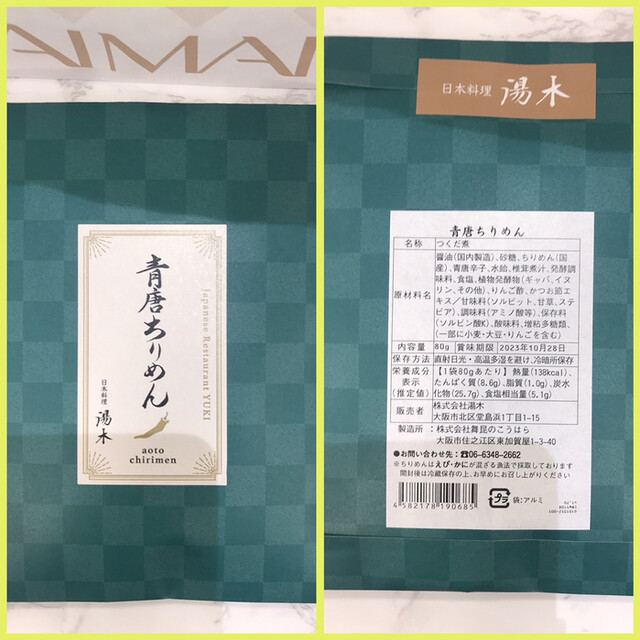 AIMAI
青唐ちりめん
Japanese Restaurant YUKI
日本料理
湯木
aoto
chirimen
日本料理 湯木
青唐ちりめん
名称 つくだ煮
原材料名 醤油(国内製造)、砂糖、ちりめん(国
産)、青唐辛子、水飴、椎茸煮汁、発酵調
味料、食塩、植物発酵物(ギャバ、イヌ
リン、その他)、りんご酢、かつお節エ
キス/甘味料(ソルビット、甘草、ステ
ビア)、調味料(アミノ酸等)、保存料
(ソルビン酸K)、酸味料、増粘多糖類、
(一部に小麦・大豆・りんごを含む)
内容量 80g 賞味期限 2023年10月28日
保存方法 直射日光・高温多湿を避け、冷暗所保存
栄養成分表示(推定値) 【1袋80gあたり】 熱量(138kcal)、
たんぱく質(8.6g)、脂質(1.0g)、炭水
化物(25.7g)、食塩相当量(5.1g)
販売者 株式会社湯木
大阪市北区堂島浜1丁目1-15
製造所: 株式会社舞昆のこうはら
大阪市住之江区東加賀屋1-3-40
●お問い合わせ先:☎06-6348-2662
※ちりめんはえび・かにが混ざる漁法で採取しております
開封後は冷蔵保存の上、お早めにお召し上がりください
4582178190685
プラ
袋:アルミ